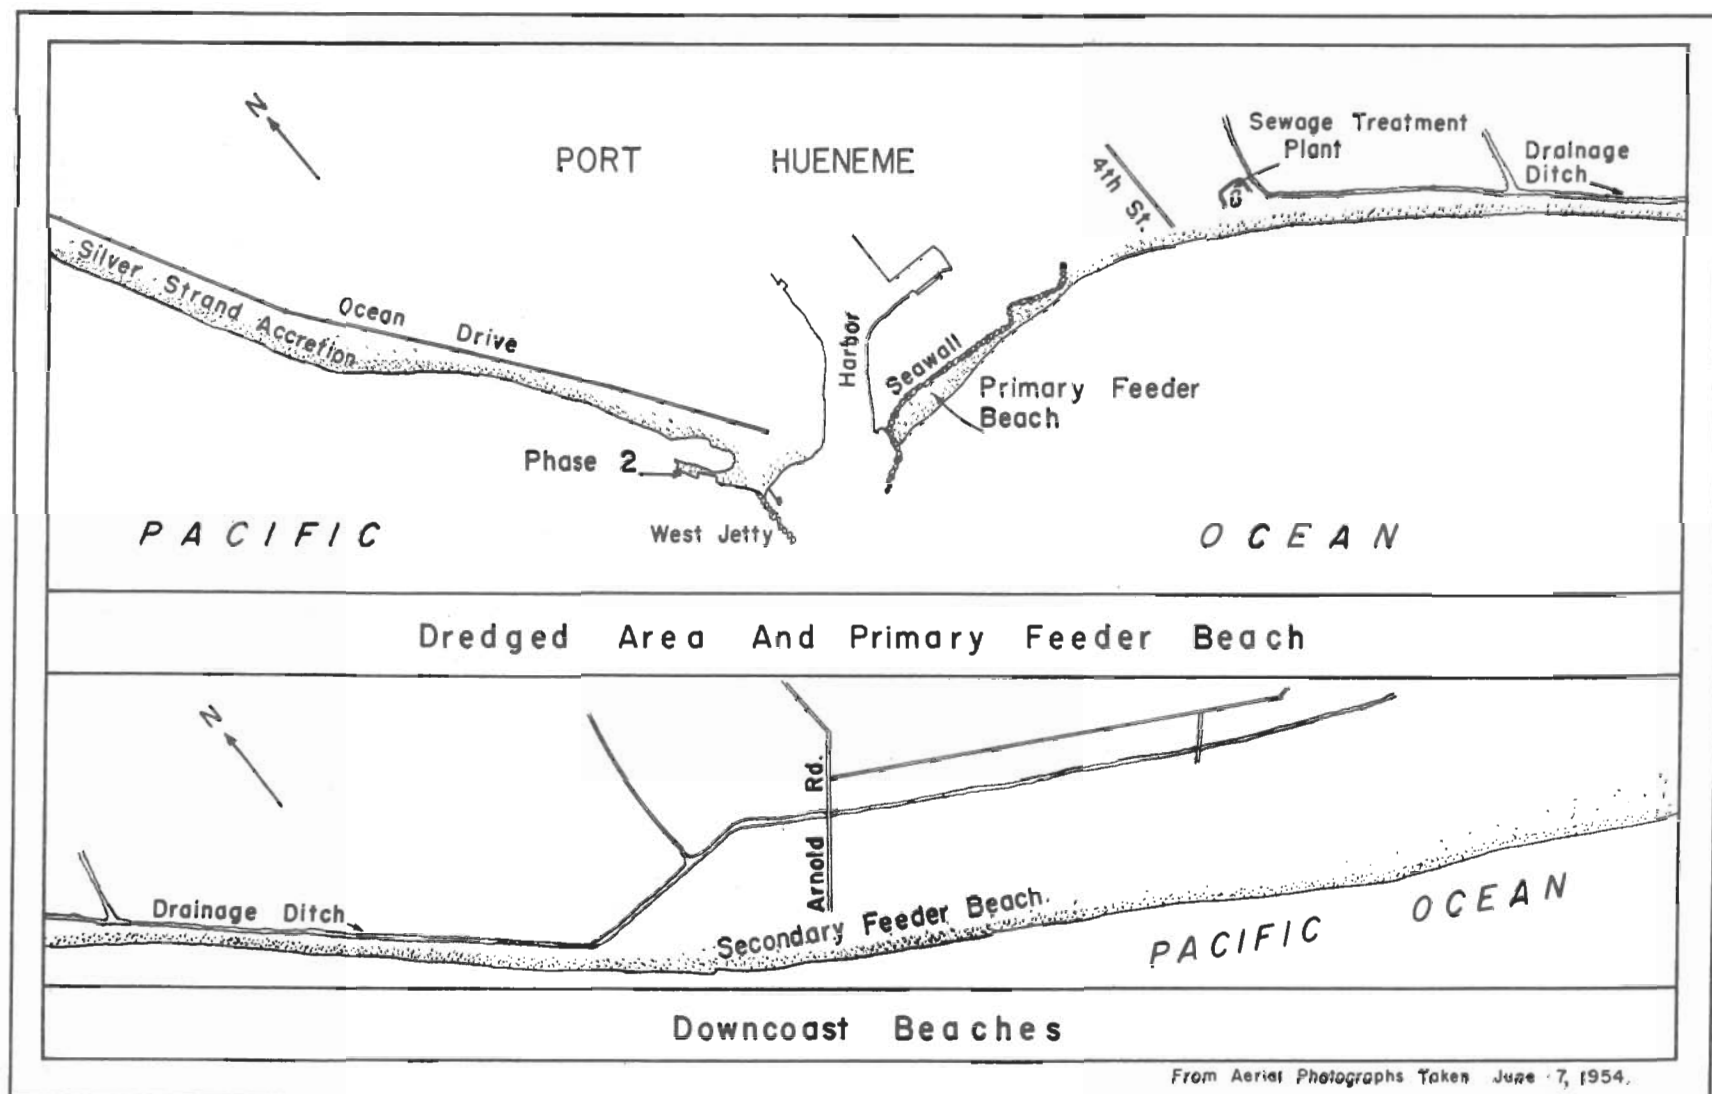 N
PORT HUENEME
4th St.
Sewage Treatment
Plant
Drainage
Ditch
Silver Strand Accretion
Ocean Drive
Harbor
Seawall
Primary Feeder
Beach
Phase 2
West Jetty
PACIFIC OCEAN
Dredged Area And Primary Feeder Beach
N
Arnold Rd.
Drainage Ditch
Secondary Feeder Beach.
PACIFIC OCEAN
Downcoast Beaches
From Aerial Photographs Taken June 7, 1954.